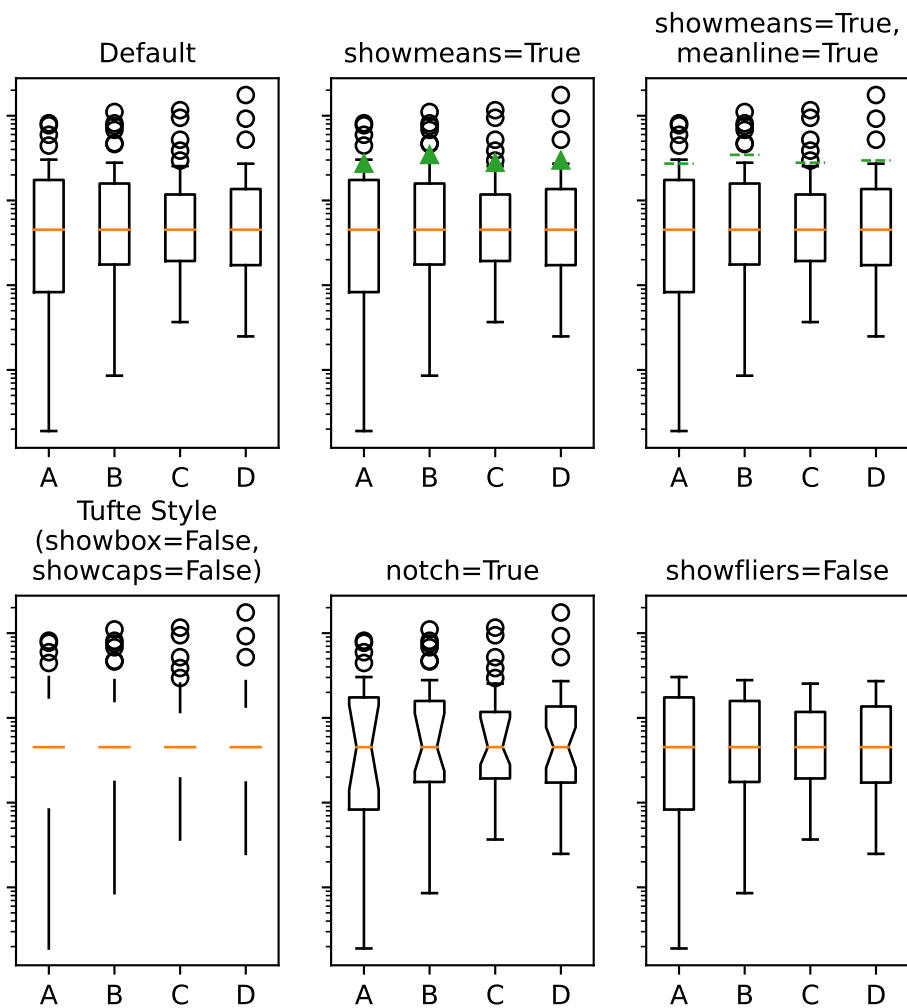 Default
showmeans=True
showmeans=True,
meanline=True
A B C D
A B C D
A B C D
Tufte Style
(showbox=False,
showcaps=False)
notch=True
showfliers=False
A B C D
A B C D
A B C D